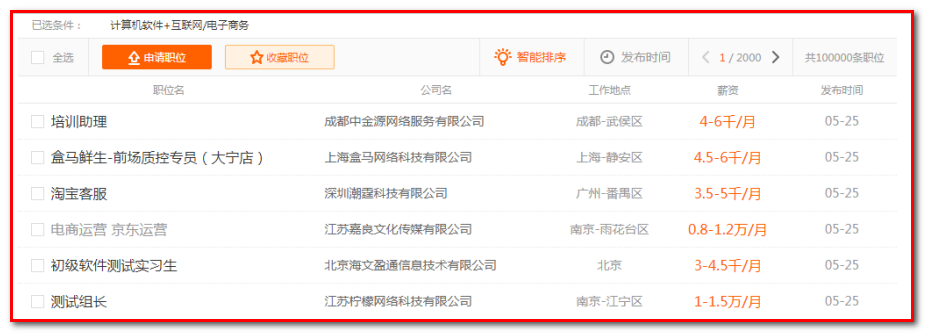 已选条件： 计算机软件+互联网/电子商务
全选 申请职位 收藏职位 智能排序 发布时间 1 / 2000 共100000条职位
职位名 公司名 工作地点 薪资 发布时间
培训助理 成都中金源网络服务有限公司 成都-武侯区 4-6千/月 05-25
盒马鲜生-前场质控专员（大宁店） 上海盒马网络科技有限公司 上海-静安区 4.5-6千/月 05-25
淘宝客服 深圳潮霆科技有限公司 广州-番禺区 3.5-5千/月 05-25
电商运营 京东运营 江苏嘉良文化传媒有限公司 南京-雨花台区 0.8-1.2万/月 05-25
初级软件测试实习生 北京海文盈通信息技术有限公司 北京 3-4.5千/月 05-25
测试组长 江苏柠檬网络科技有限公司 南京-江宁区 1-1.5万/月 05-25